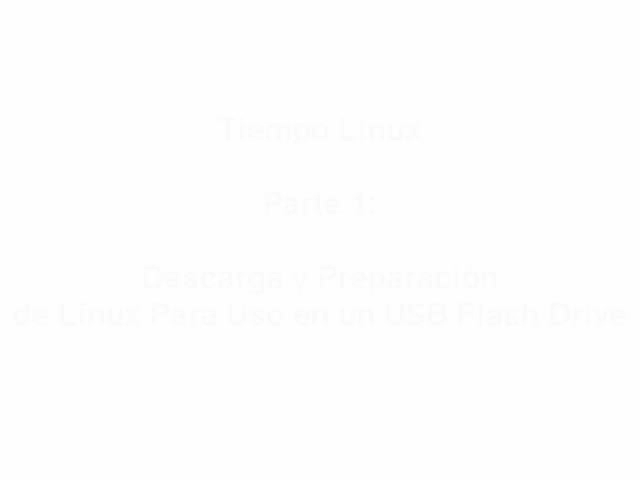 Tiempo Linux
Parte 1:
Descarga y Preparación
de Linux Para Uso en un USB Flash Drive